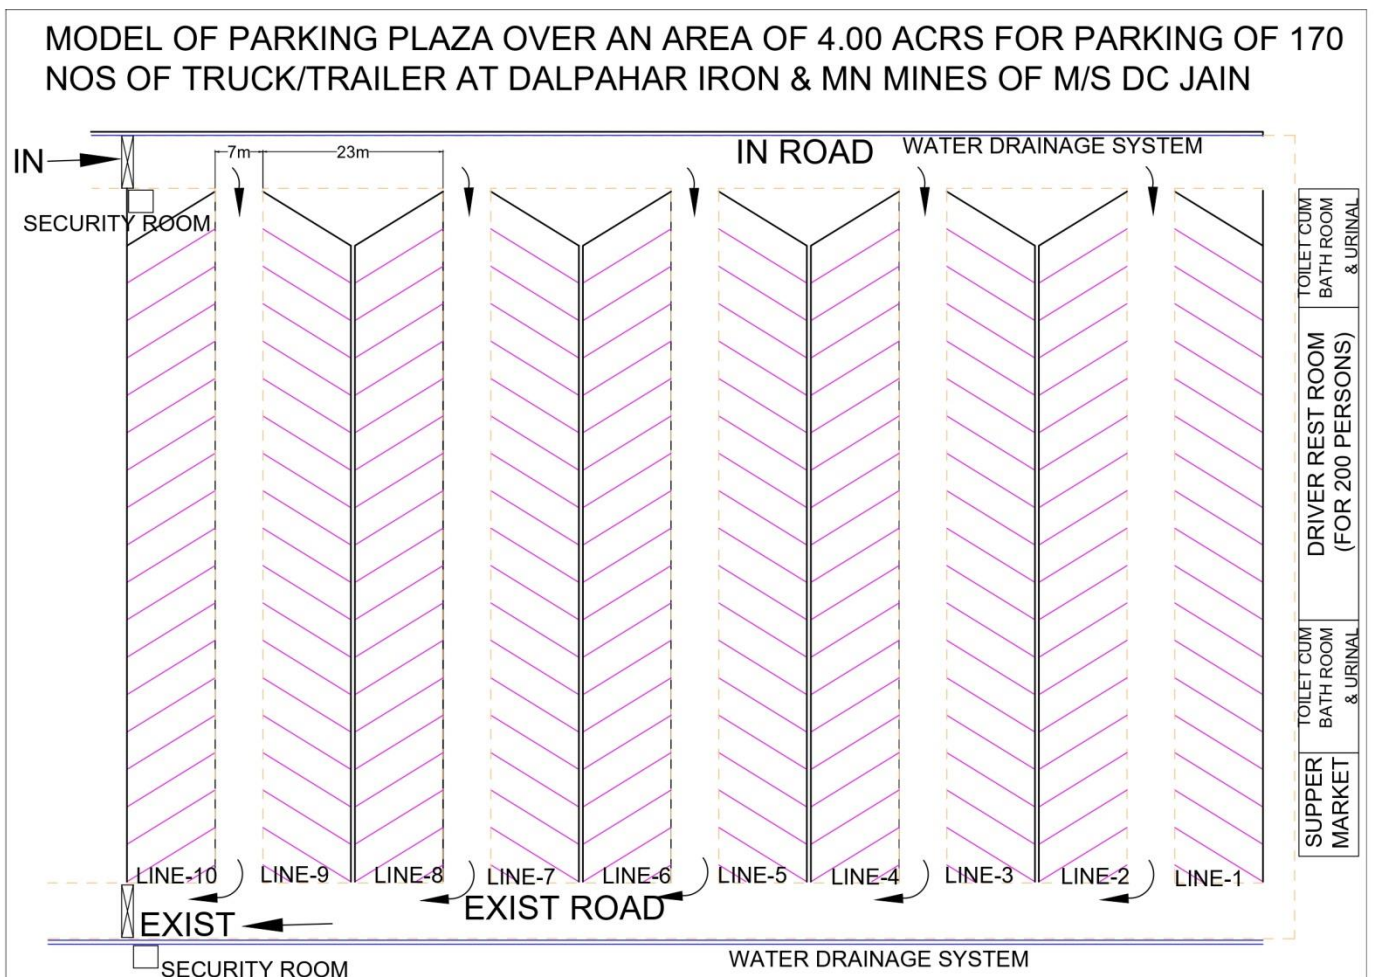 MODEL OF PARKING PLAZA OVER AN AREA OF 4.00 ACRS FOR PARKING OF 170
NOS OF TRUCK/TRAILER AT DALPAHAR IRON & MN MINES OF M/S DC JAIN
IN
7m
23m
IN ROAD
WATER DRAINAGE SYSTEM
SECURITY ROOM
TOILET CUM
BATH ROOM
& URINAL
DRIVER REST ROOM
(FOR 200 PERSONS)
TOILET CUM
BATH ROOM
& URINAL
SUPPER
MARKET
LINE-10
LINE-9
LINE-8
LINE-7
LINE-6
LINE-5
LINE-4
LINE-3
LINE-2
LINE-1
EXIST
EXIST ROAD
SECURITY ROOM
WATER DRAINAGE SYSTEM